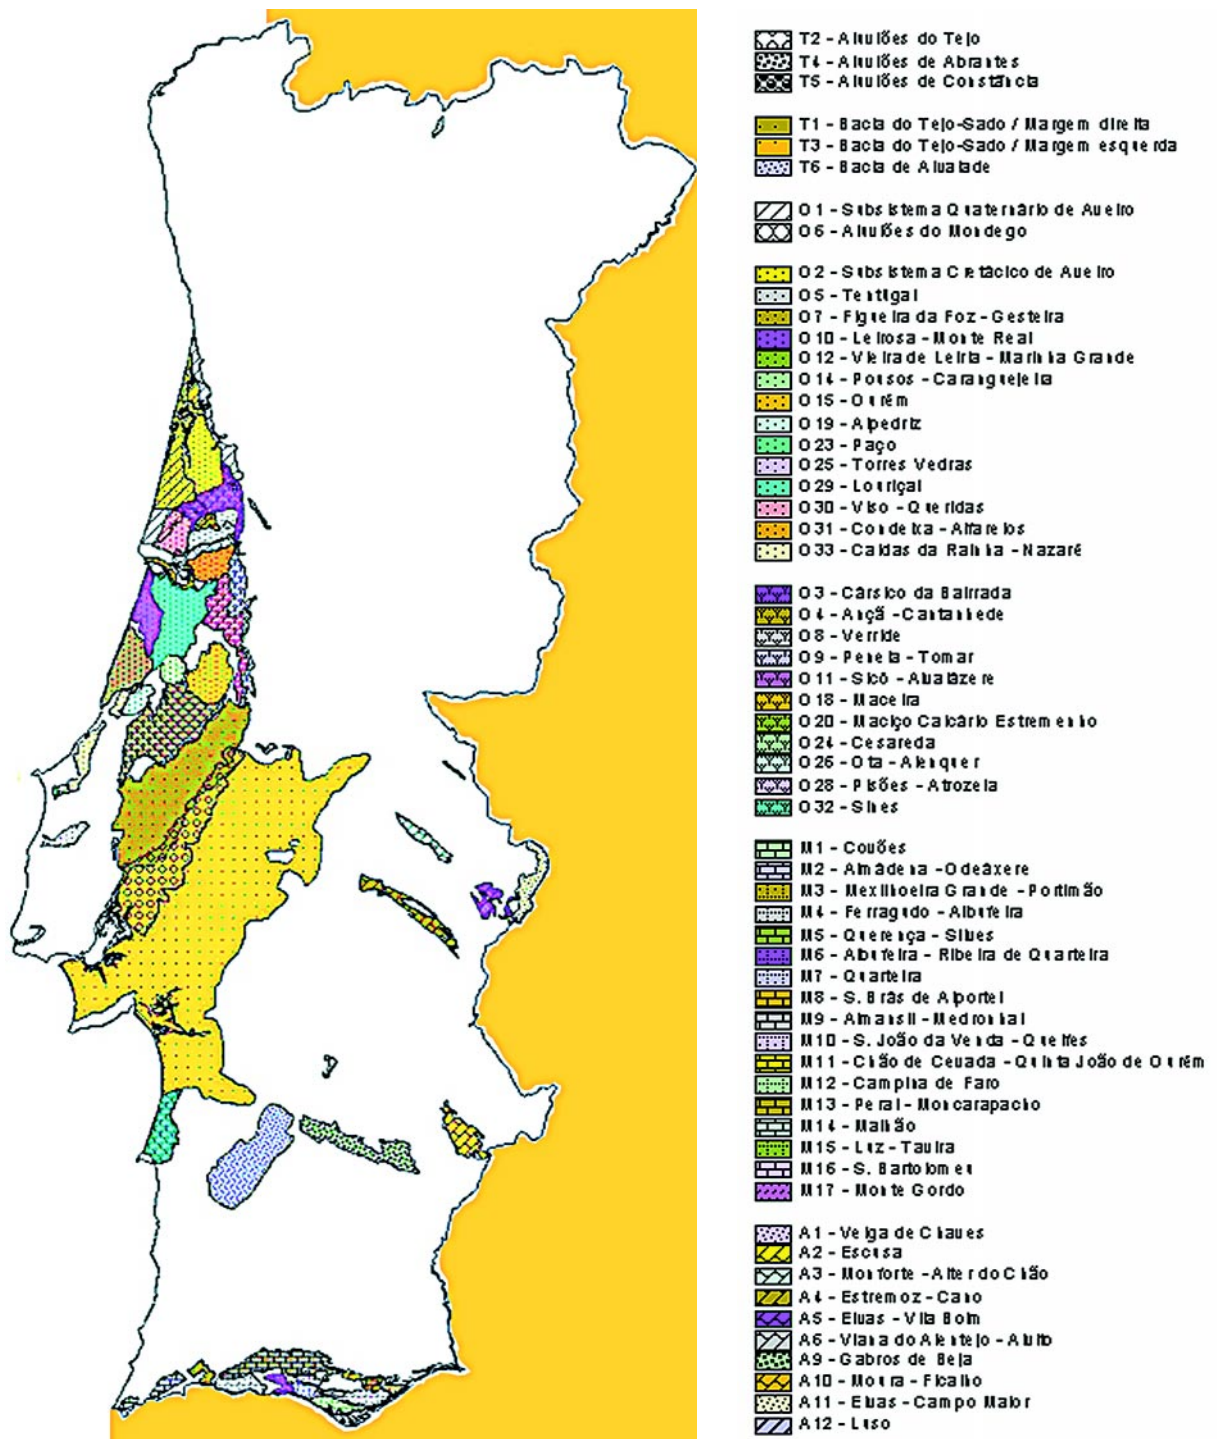 T2 - Aluviões do Tejo
T4 - Aluviões de Abrantes
T5 - Aluviões de Constância
T1 - Bacia do Tejo-Sado / Margem direita
T3 - Bacia do Tejo-Sado / Margem esquerda
T6 - Bacia de Alvalade
O1 - Subsistema Quaternário de Aveiro
O6 - Aluviões do Mondego
O2 - Subsistema Cretácico de Aveiro
O5 - Tentúgal
O7 - Figueira da Foz - Gesteira
O10 - Leirosa - Monte Real
O12 - Vieira de Leiria - Marinha Grande
O14 - Pousos - Caranguejeira
O15 - Ourém
O19 - Alpedriz
O23 - Paço
O25 - Torres Vedras
O29 - Louriçal
O30 - Viso - Queridas
O31 - Condeixa - Alfarelos
O33 - Caldas da Rainha - Nazaré
O3 - Cársico da Bairrada
O4 - Ançã - Cantanhede
O8 - Verride
O9 - Penela - Tomar
O11 - Sicó - Alvaiázere
O18 - Maceira
O20 - Maciço Calcário Estremenho
O24 - Cesareda
O26 - Ota - Alenquer
O28 - Pisões - Atrozela
O32 - Sines
M1 - Covões
M2 - Almádena - Odeáxere
M3 - Mexilhoeira Grande - Portimão
M4 - Ferragudo - Albufeira
M5 - Querença - Silves
M6 - Albufeira - Ribeira de Quarteira
M7 - Quarteira
M8 - S. Brás de Alportel
M9 - Almansil - Medronhal
M10 - S. João da Venda - Quelfes
M11 - Chão de Cevada - Quinta João de Ourém
M12 - Campina de Faro
M13 - Peral - Moncarapacho
M14 - Malhão
M15 - Luz - Tavira
M16 - S. Bartolomeu
M17 - Monte Gordo
A1 - Veiga de Chaves
A2 - Escusa
A3 - Monforte - Alter do Chão
A4 - Estremoz - Cano
A5 - Elvas - Vila Boim
A6 - Viana do Alentejo - Alvito
A9 - Gabros de Beja
A10 - Moura - Ficalho
A11 - Elvas - Campo Maior
A12 - Luso